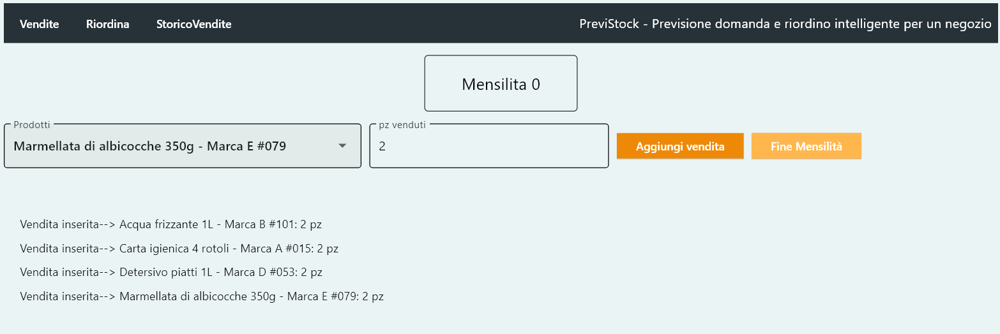 Vendite Riordina StoricoVendite PreviStock - Previsione domanda e riordino intelligente per un negozio
Mensilita 0
Prodotti pz venduti
Marmellata di albicocche 350g - Marca E #079 2 Aggiungi vendita Fine Mensilità
Vendita inserita--> Acqua frizzante 1L - Marca B #101: 2 pz
Vendita inserita--> Carta igienica 4 rotoli - Marca A #015: 2 pz
Vendita inserita--> Detersivo piatti 1L - Marca D #053: 2 pz
Vendita inserita--> Marmellata di albicocche 350g - Marca E #079: 2 pz